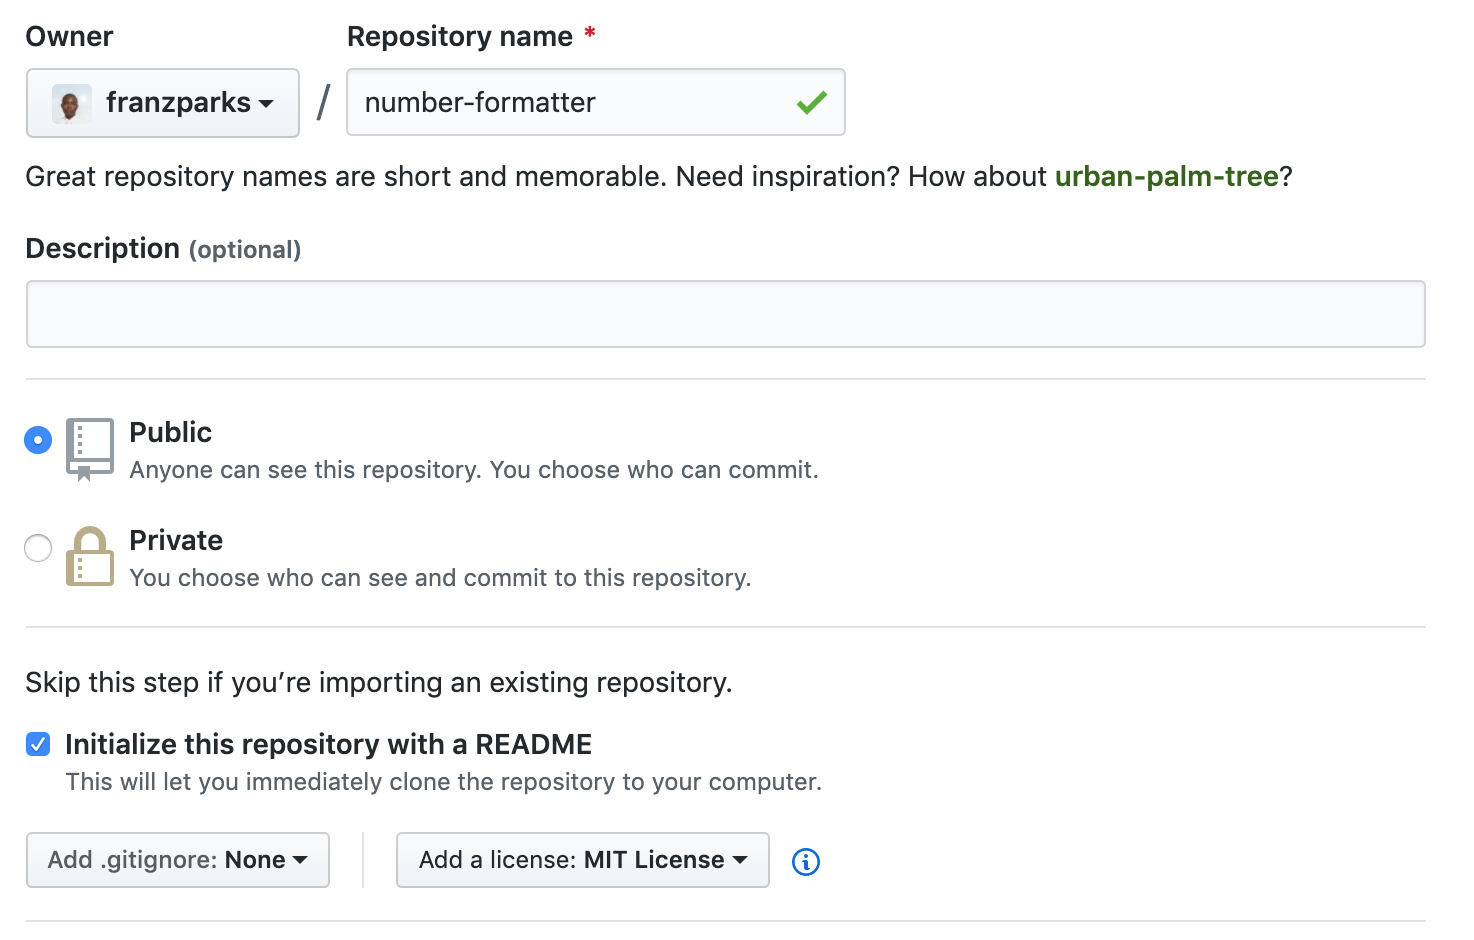 Owner
Repository name *
franzparks / number-formatter
Great repository names are short and memorable. Need inspiration? How about urban-palm-tree?
Description (optional)
Public
Anyone can see this repository. You choose who can commit.
Private
You choose who can see and commit to this repository.
Skip this step if you’re importing an existing repository.
Initialize this repository with a README
This will let you immediately clone the repository to your computer.
Add .gitignore: None
Add a license: MIT License